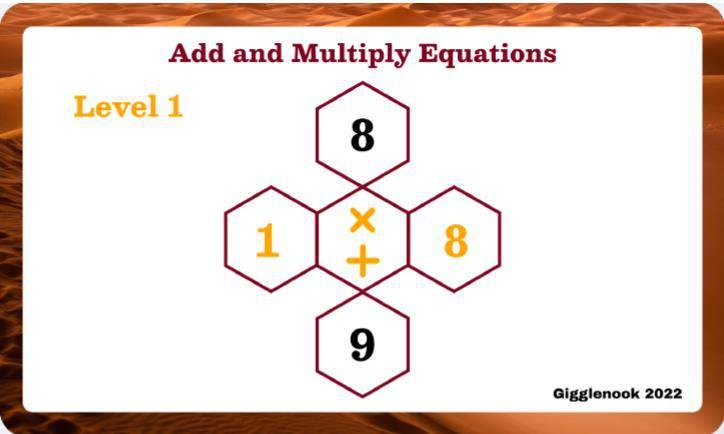 Add and Multiply Equations
Level 1
8
×
1 8
+
9
Gigglenook 2022